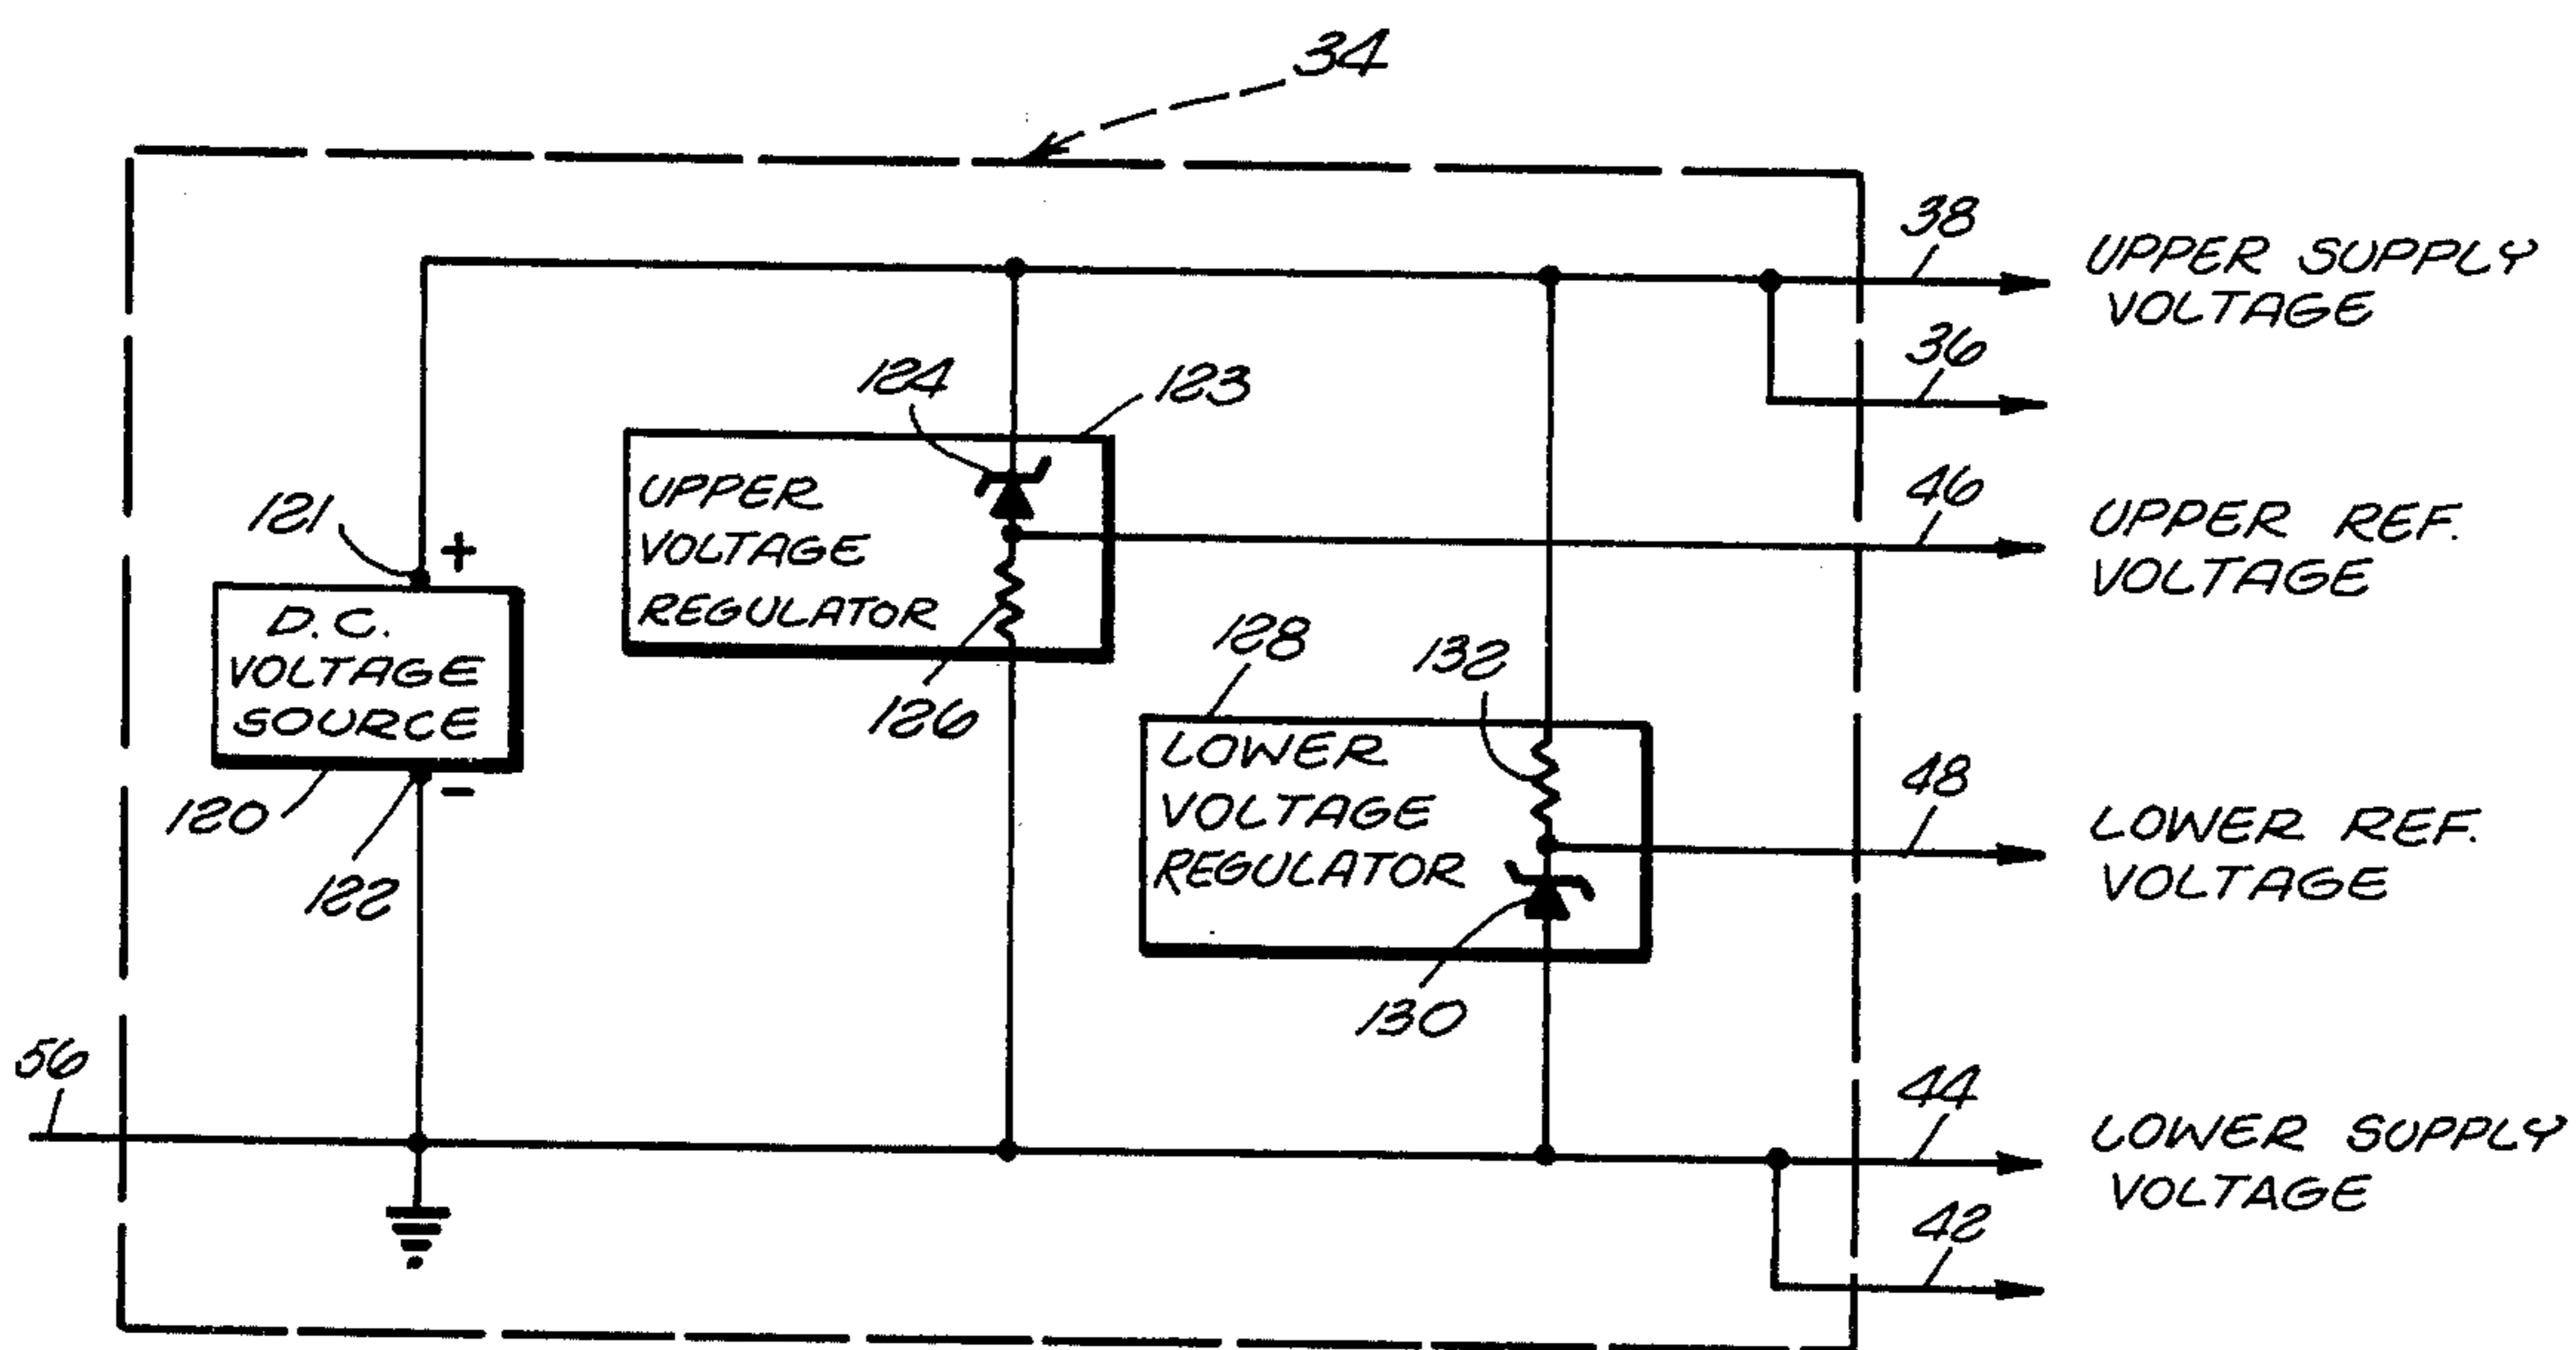 34
38
UPPER SUPPLY
VOLTAGE
36
124
123
UPPER
VOLTAGE
REGULATOR
46
UPPER REF.
VOLTAGE
121
+
D.C.
VOLTAGE
SOURCE
-
120
122
126
128
132
LOWER
VOLTAGE
REGULATOR
130
48
LOWER REF.
VOLTAGE
56
44
LOWER SUPPLY
VOLTAGE
42